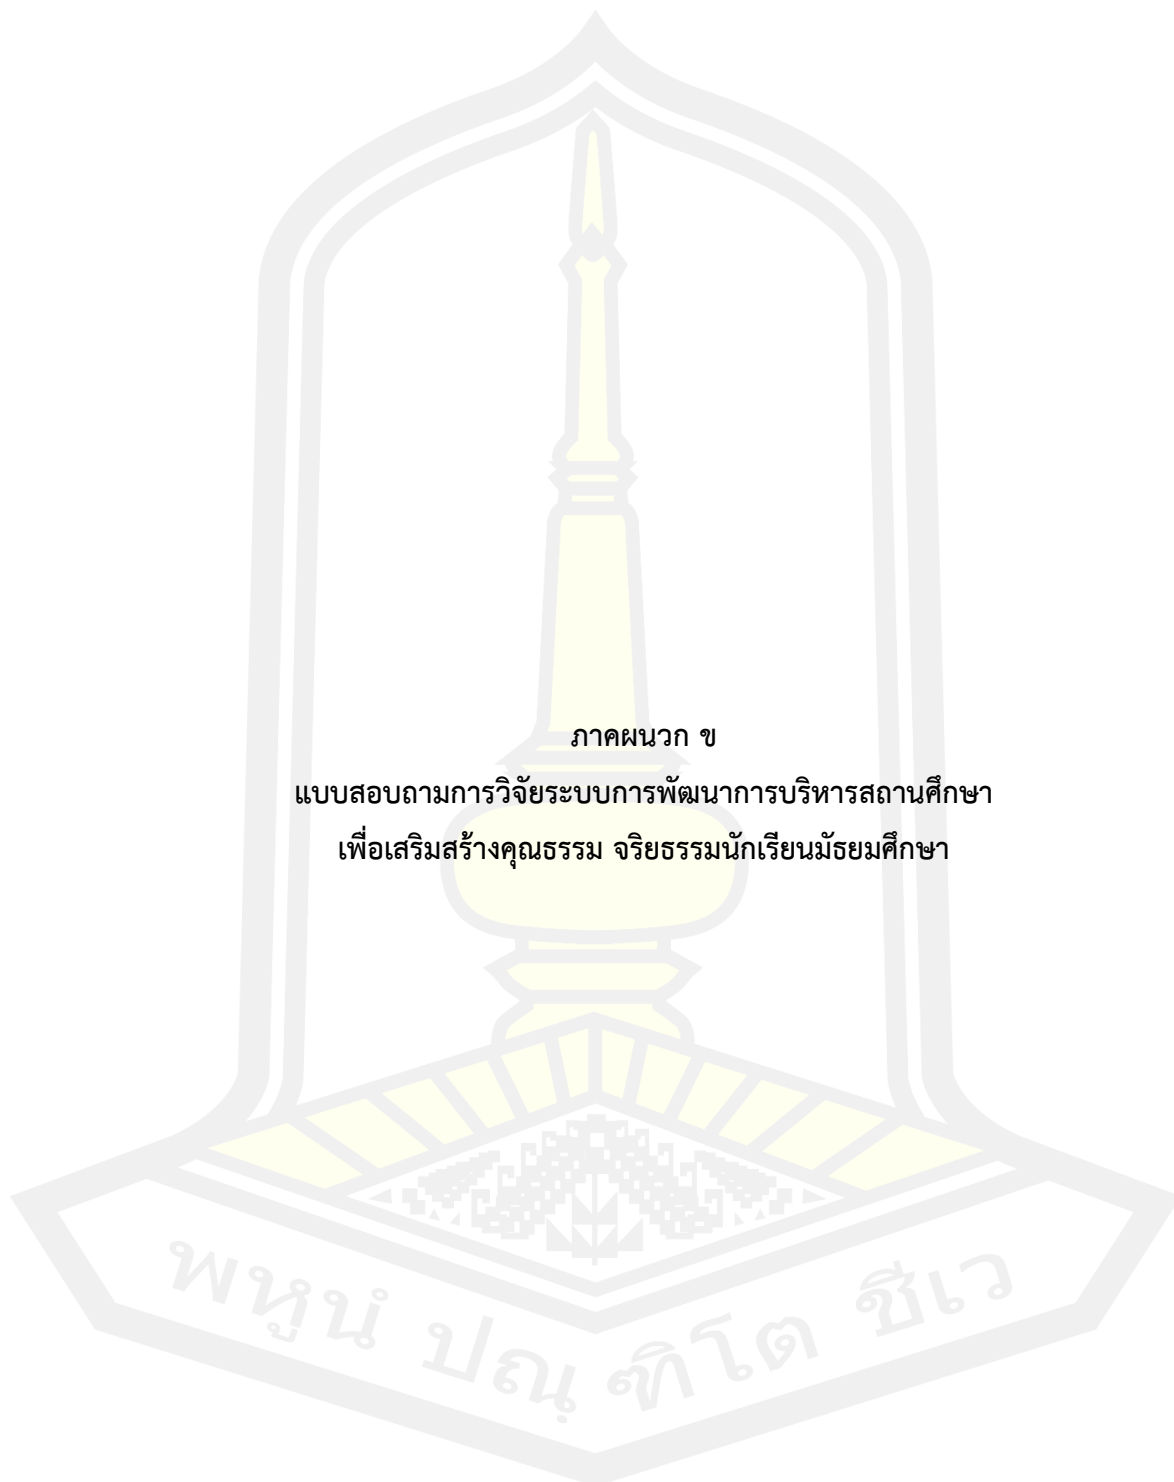 ภาคผนวก ข
แบบสอบถามการวิจัยระบบการพัฒนาการบริหารสถานศึกษา
เพื่อเสริมสร้างคุณธรรม จริยธรรมนักเรียนมัธยมศึกษา
พหูนํ ปณฺฑิโต ชีเว